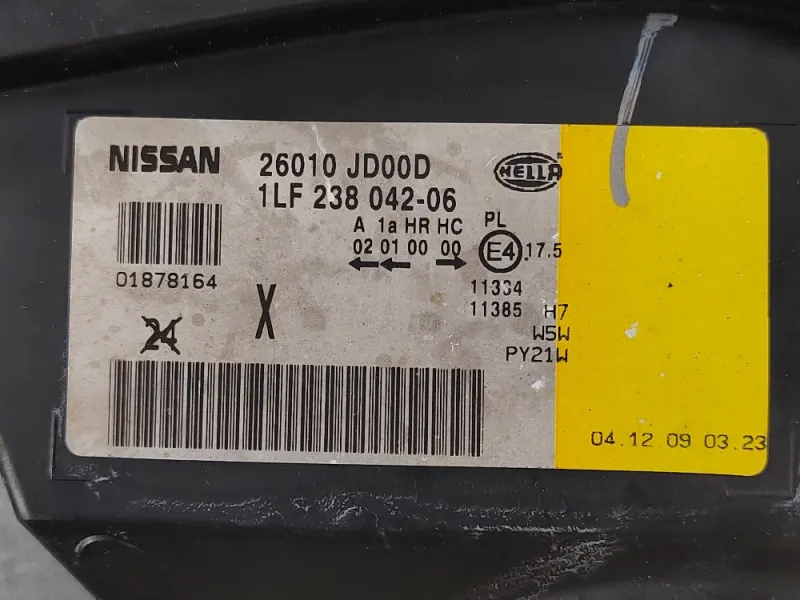 NISSAN 26010 JD00D HELLA ®
1LF 238 042-06
A 1a HR HC PL
02 01 00 00 E4 17.5
01878164
11334
11385 H7
24 X W5W
PY21W
04.12.09 03.23